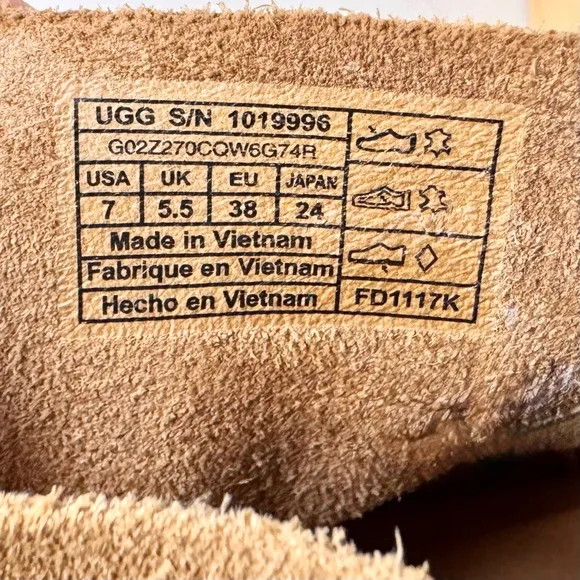 UGG S/N 1019996
G02Z270CQW6G74R
USA UK EU JAPAN
7 5.5 38 24
Made in Vietnam
Fabrique en Vietnam
Hecho en Vietnam
FD1117K